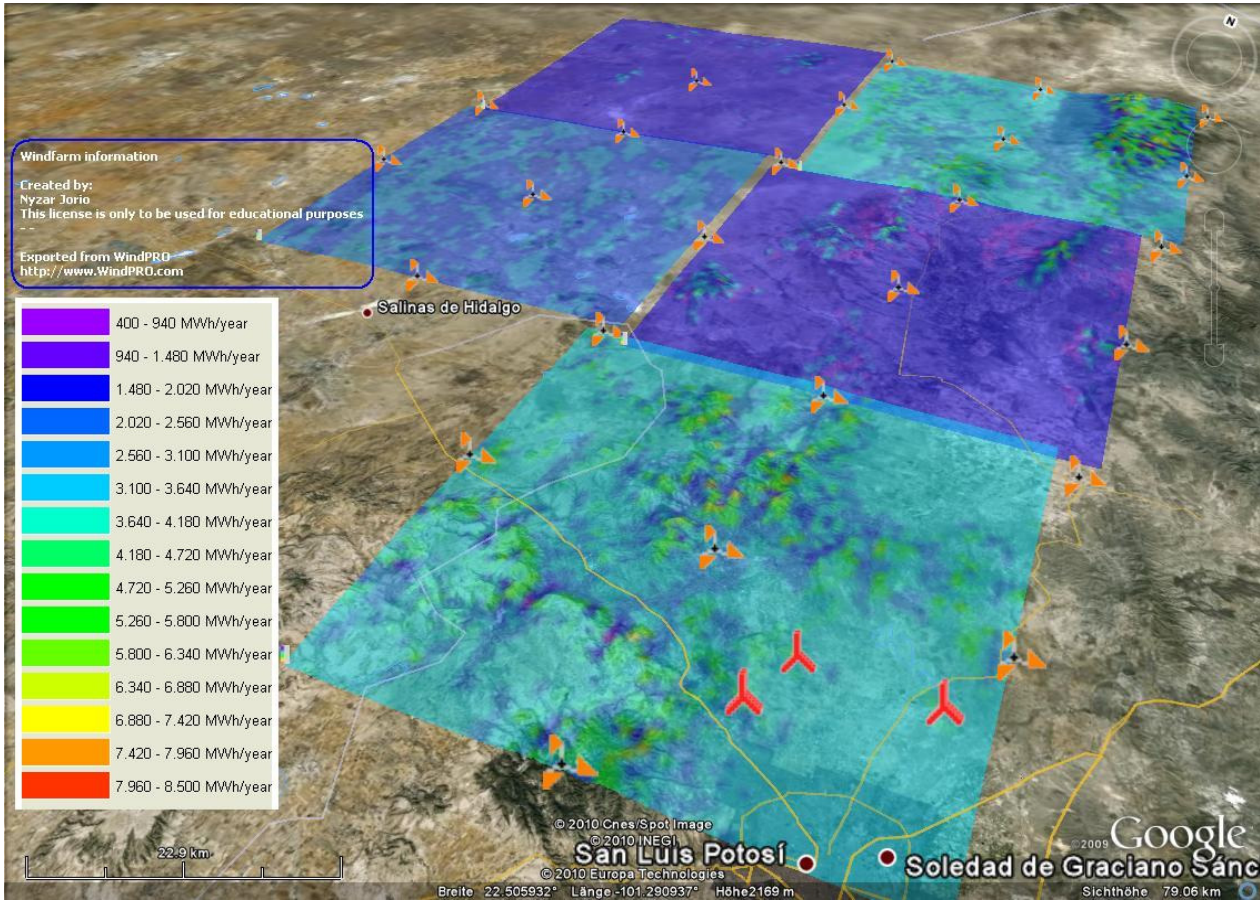 N
Windfarm information
Created by:
Nyzar Jorio
This license is only to be used for educational purposes
- -
Exported from WindPRO
http://www.WindPRO.com
Salinas de Hidalgo
400 - 940 MWh/year
940 - 1.480 MWh/year
1.480 - 2.020 MWh/year
2.020 - 2.560 MWh/year
2.560 - 3.100 MWh/year
3.100 - 3.640 MWh/year
3.640 - 4.180 MWh/year
4.180 - 4.720 MWh/year
4.720 - 5.260 MWh/year
5.260 - 5.800 MWh/year
5.800 - 6.340 MWh/year
6.340 - 6.880 MWh/year
6.880 - 7.420 MWh/year
7.420 - 7.960 MWh/year
7.960 - 8.500 MWh/year
22.9 km
© 2010 Cnes/Spot Image
© 2010 INEGI
© 2010 Europa Technologies
San Luis Potosí
Soledad de Graciano Sánc
©2009 Google
Breite 22.505932° Länge -101.290937° Höhe2169 m
Sichthöhe 79.06 km